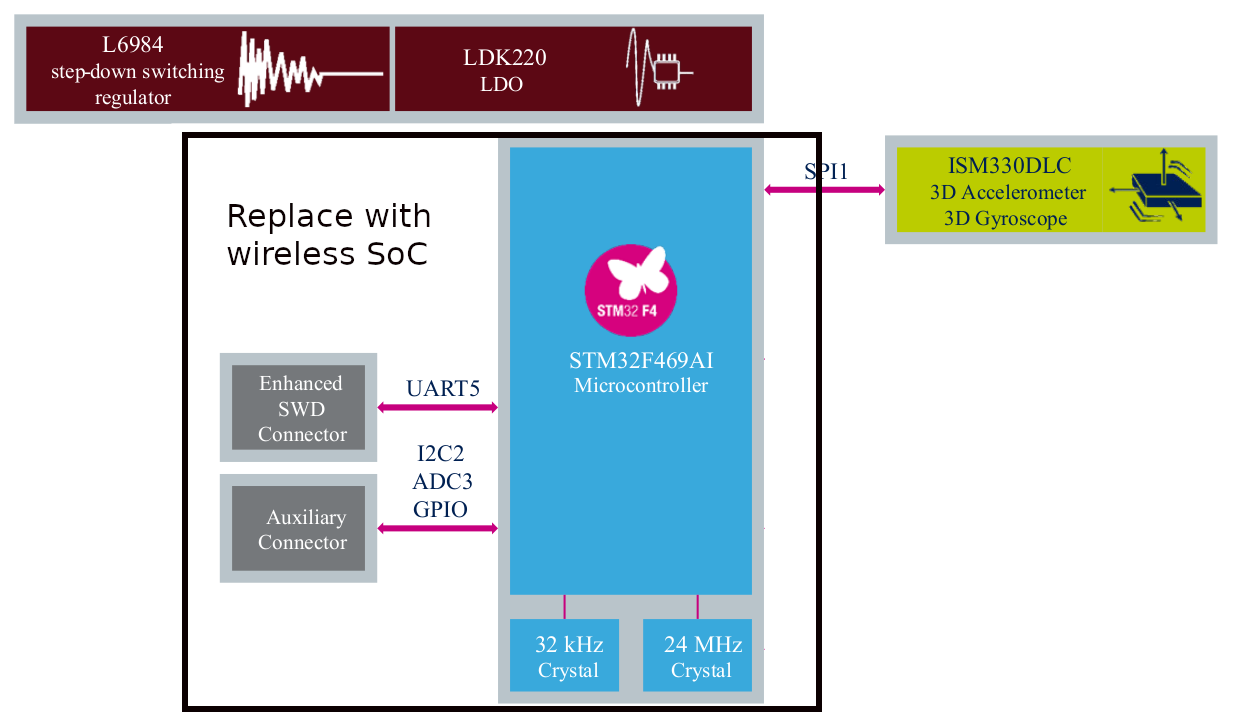 L6984
step-down switching
regulator
LDK220
LDO
Replace with
wireless SoC
SPI1
ISM330DLC
3D Accelerometer
3D Gyroscope
STM32 F4
STM32F469AI
Microcontroller
Enhanced
SWD
Connector
UART5
I2C2
ADC3
GPIO
Auxiliary
Connector
32 kHz
Crystal
24 MHz
Crystal